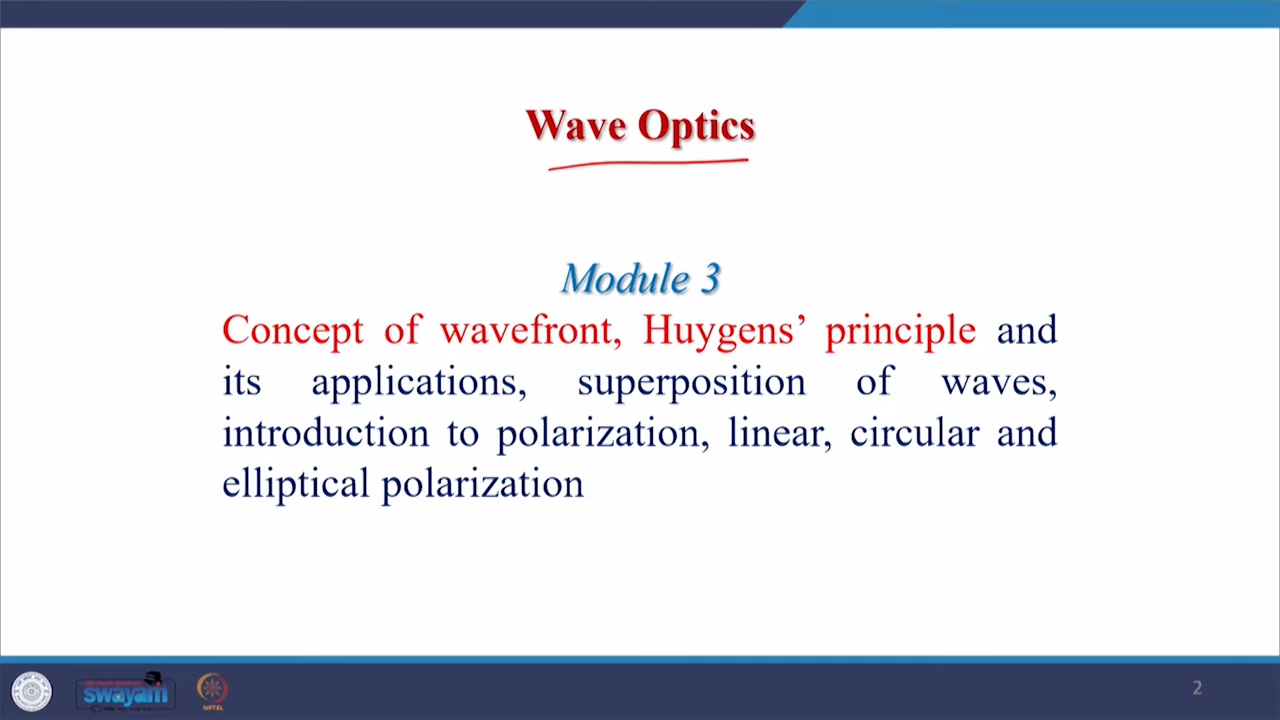 Wave Optics
Module 3
Concept of wavefront, Huygens’ principle and
its applications, superposition of waves,
introduction to polarization, linear, circular and
elliptical polarization
swayam
NPTEL
2